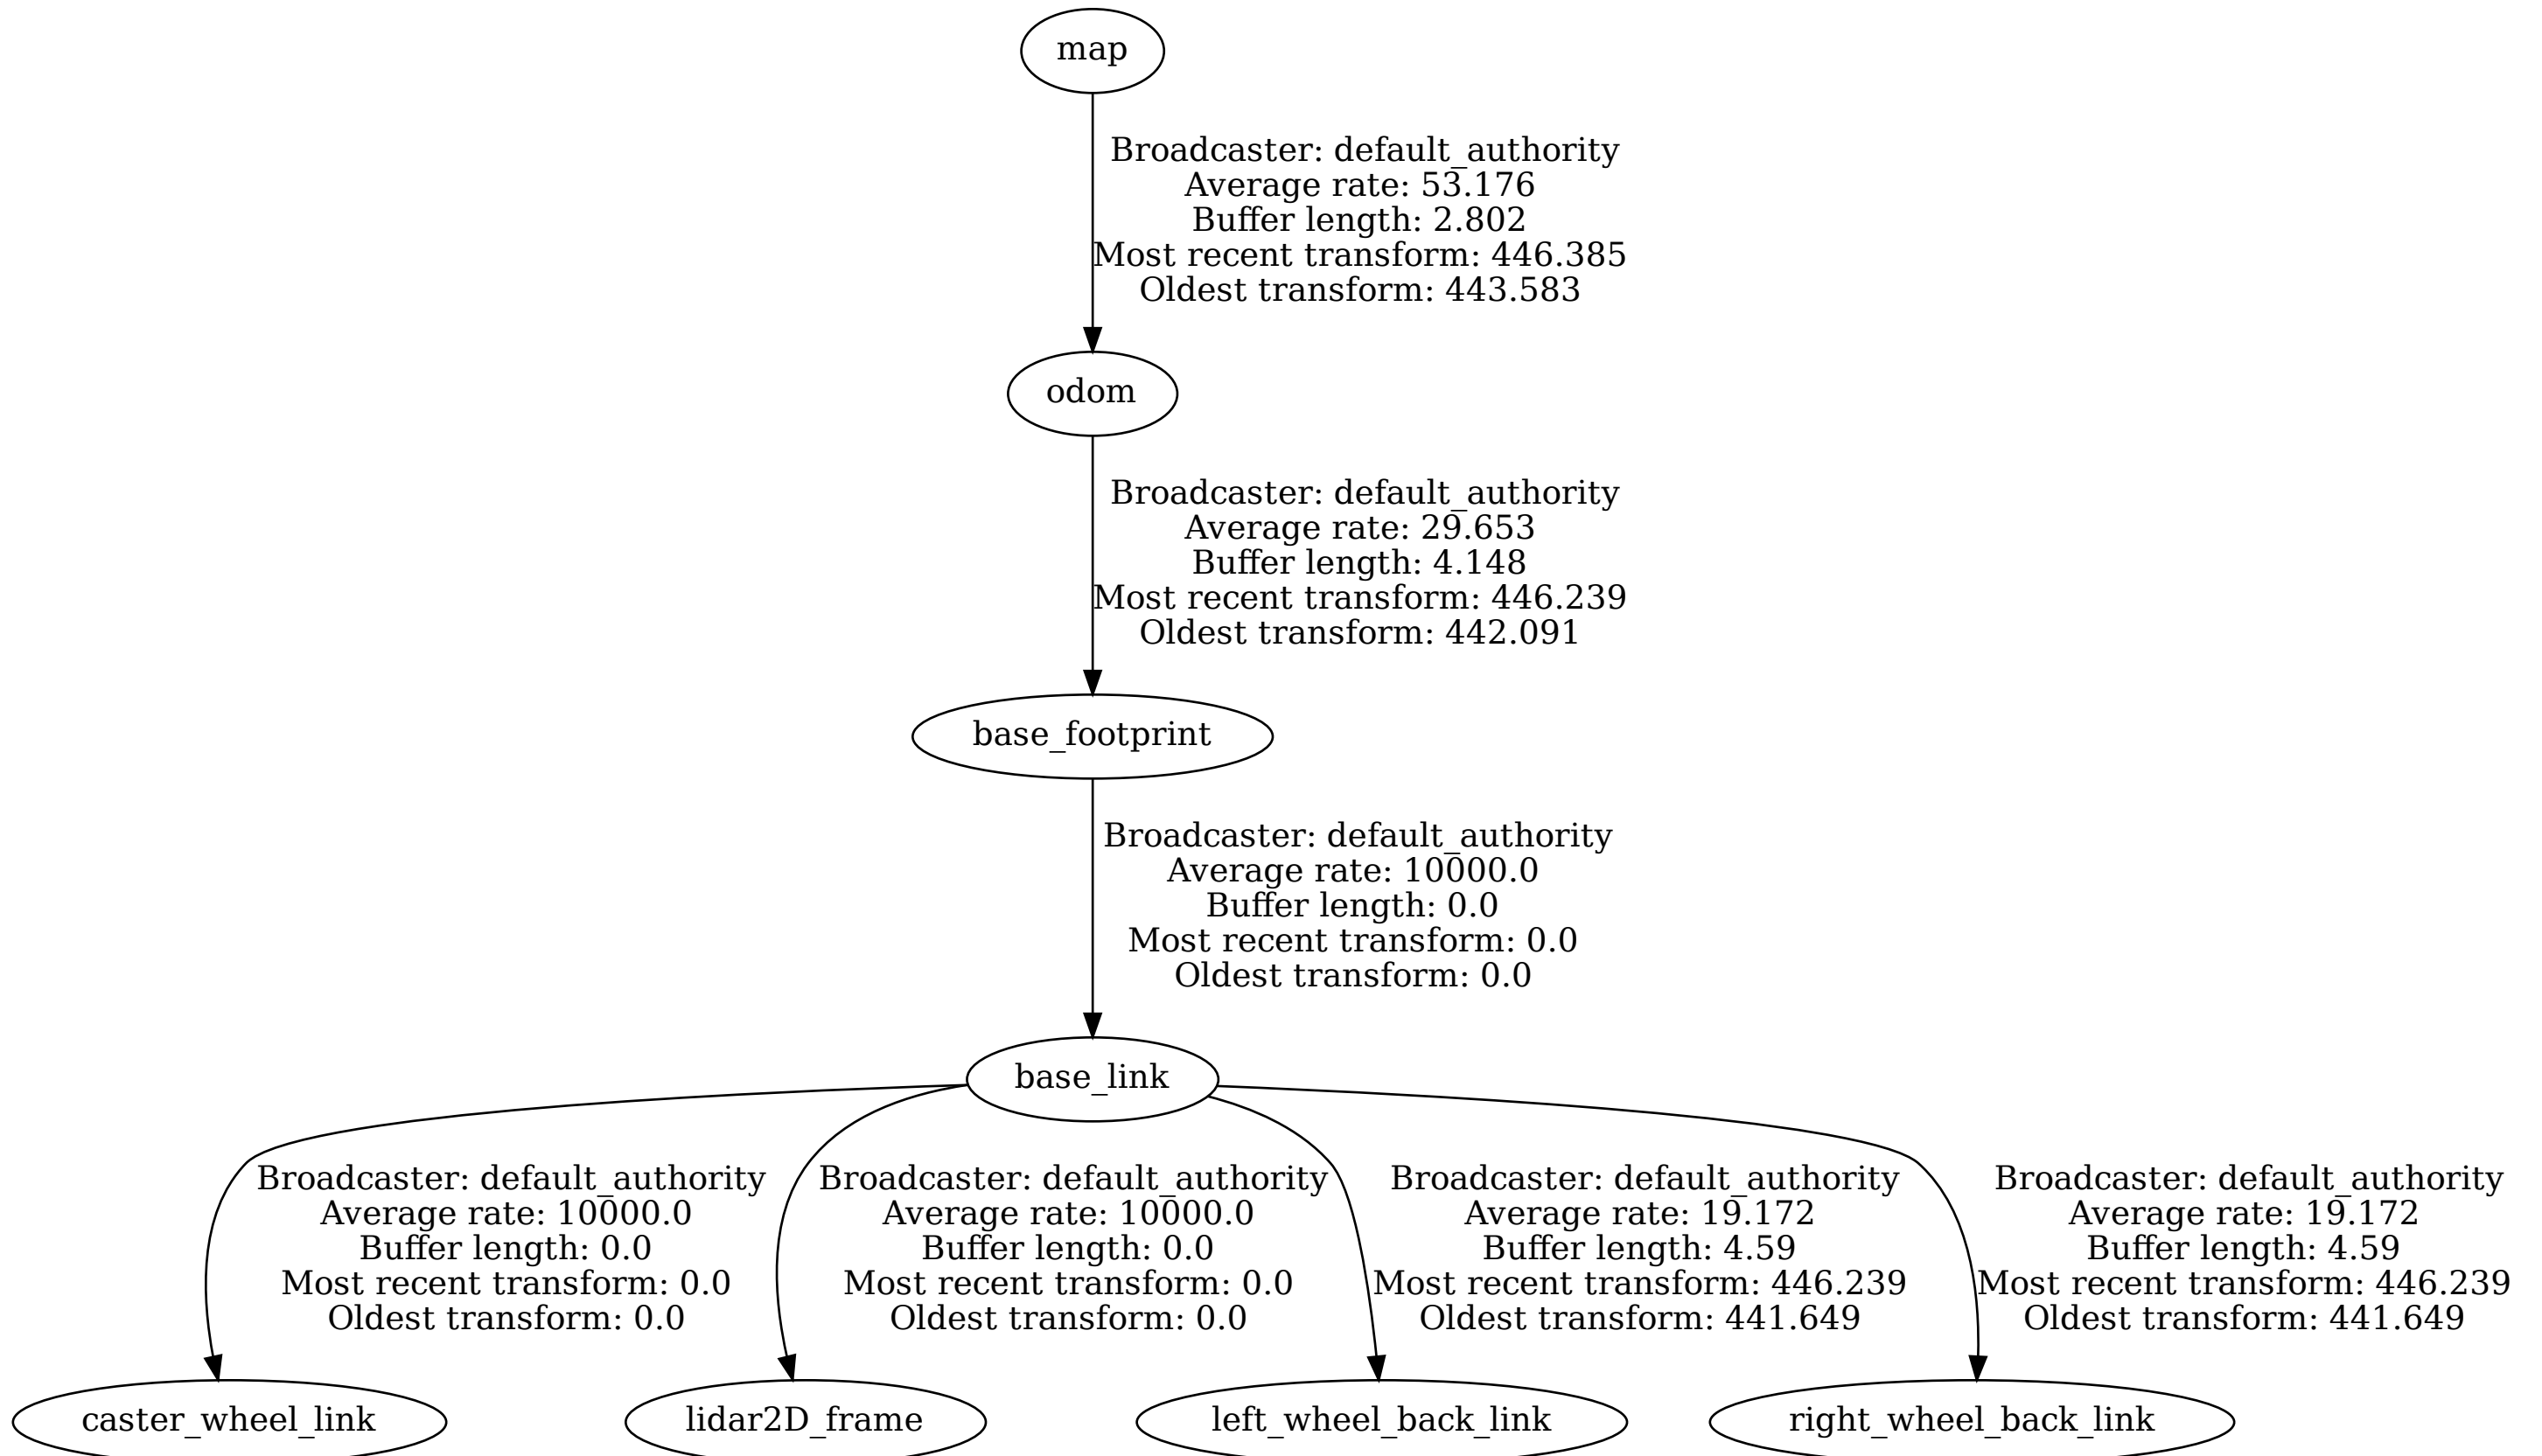 map
Broadcaster: default_authority
Average rate: 53.176
Buffer length: 2.802
Most recent transform: 446.385
Oldest transform: 443.583
odom
Broadcaster: default_authority
Average rate: 29.653
Buffer length: 4.148
Most recent transform: 446.239
Oldest transform: 442.091
base_footprint
Broadcaster: default_authority
Average rate: 10000.0
Buffer length: 0.0
Most recent transform: 0.0
Oldest transform: 0.0
base_link
Broadcaster: default_authority
Average rate: 10000.0
Buffer length: 0.0
Most recent transform: 0.0
Oldest transform: 0.0
Broadcaster: default_authority
Average rate: 10000.0
Buffer length: 0.0
Most recent transform: 0.0
Oldest transform: 0.0
Broadcaster: default_authority
Average rate: 19.172
Buffer length: 4.59
Most recent transform: 446.239
Oldest transform: 441.649
Broadcaster: default_authority
Average rate: 19.172
Buffer length: 4.59
Most recent transform: 446.239
Oldest transform: 441.649
caster_wheel_link
lidar2D_frame
left_wheel_back_link
right_wheel_back_link